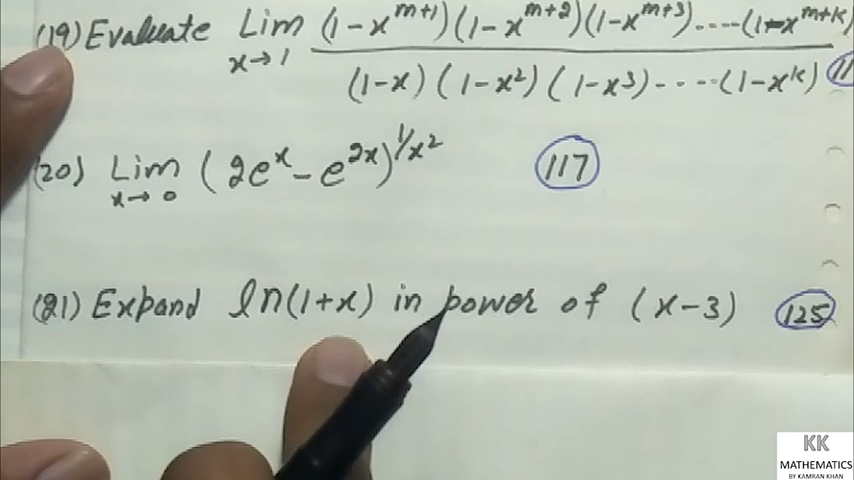 (19) Evaluate Lim x→1 (1-x^{m+1})(1-x^{m+2})(1-x^{m+3}).....(1-x^{m+k}) / (1-x)(1-x^2)(1-x^3)-....(1-x^k) 11
(20) Lim x→0 (2e^x - e^{2x})^{1/x^2} 117
(21) Expand ln(1+x) in power of (x-3) 125
KK
MATHEMATICS
BY KAMRAN KHAN